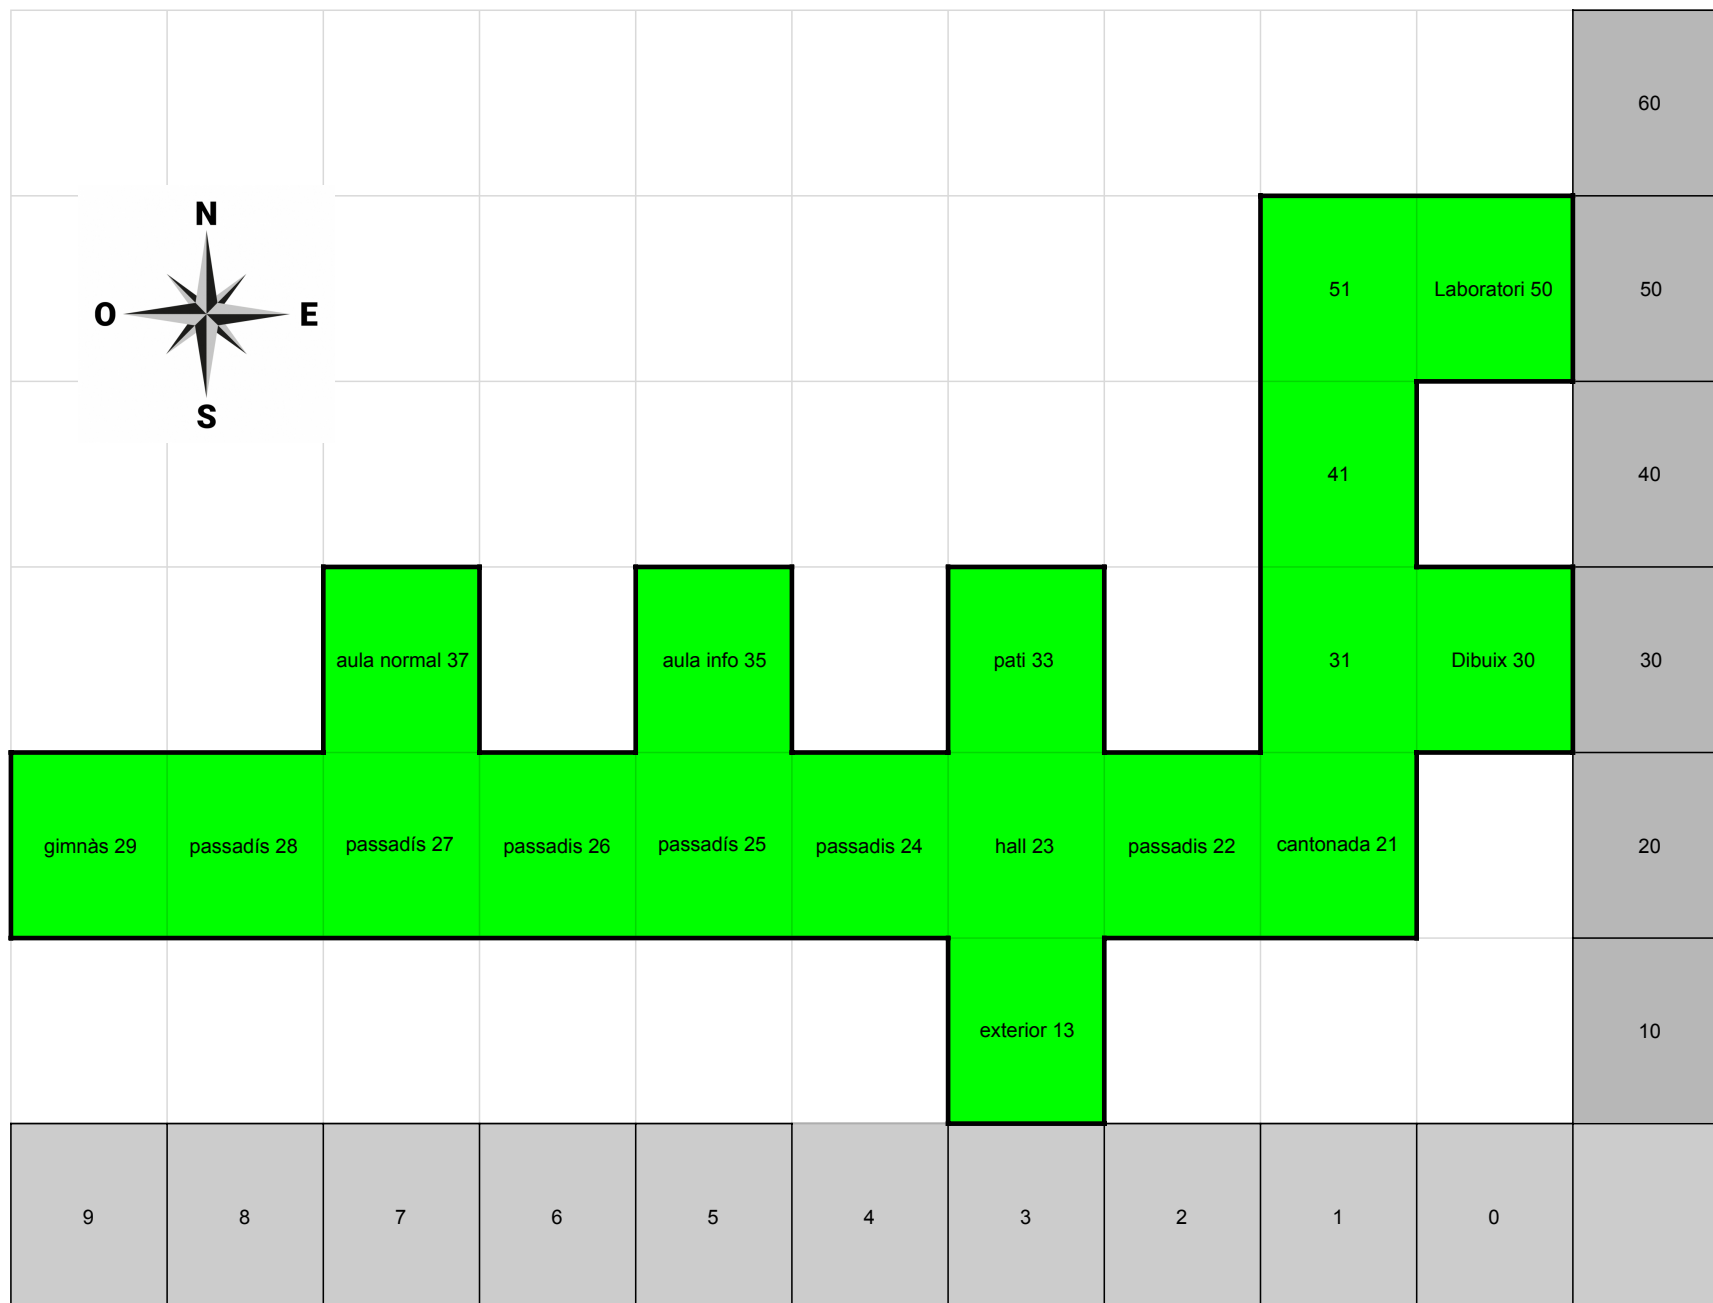 60
N
O E
S
51 Laboratori 50 50
41 40
aula normal 37 aula info 35 pati 33 31 Dibuix 30 30
gimnàs 29 passadís 28 passadís 27 passadis 26 passadís 25 passadis 24 hall 23 passadis 22 cantonada 21 20
exterior 13 10
9 8 7 6 5 4 3 2 1 0